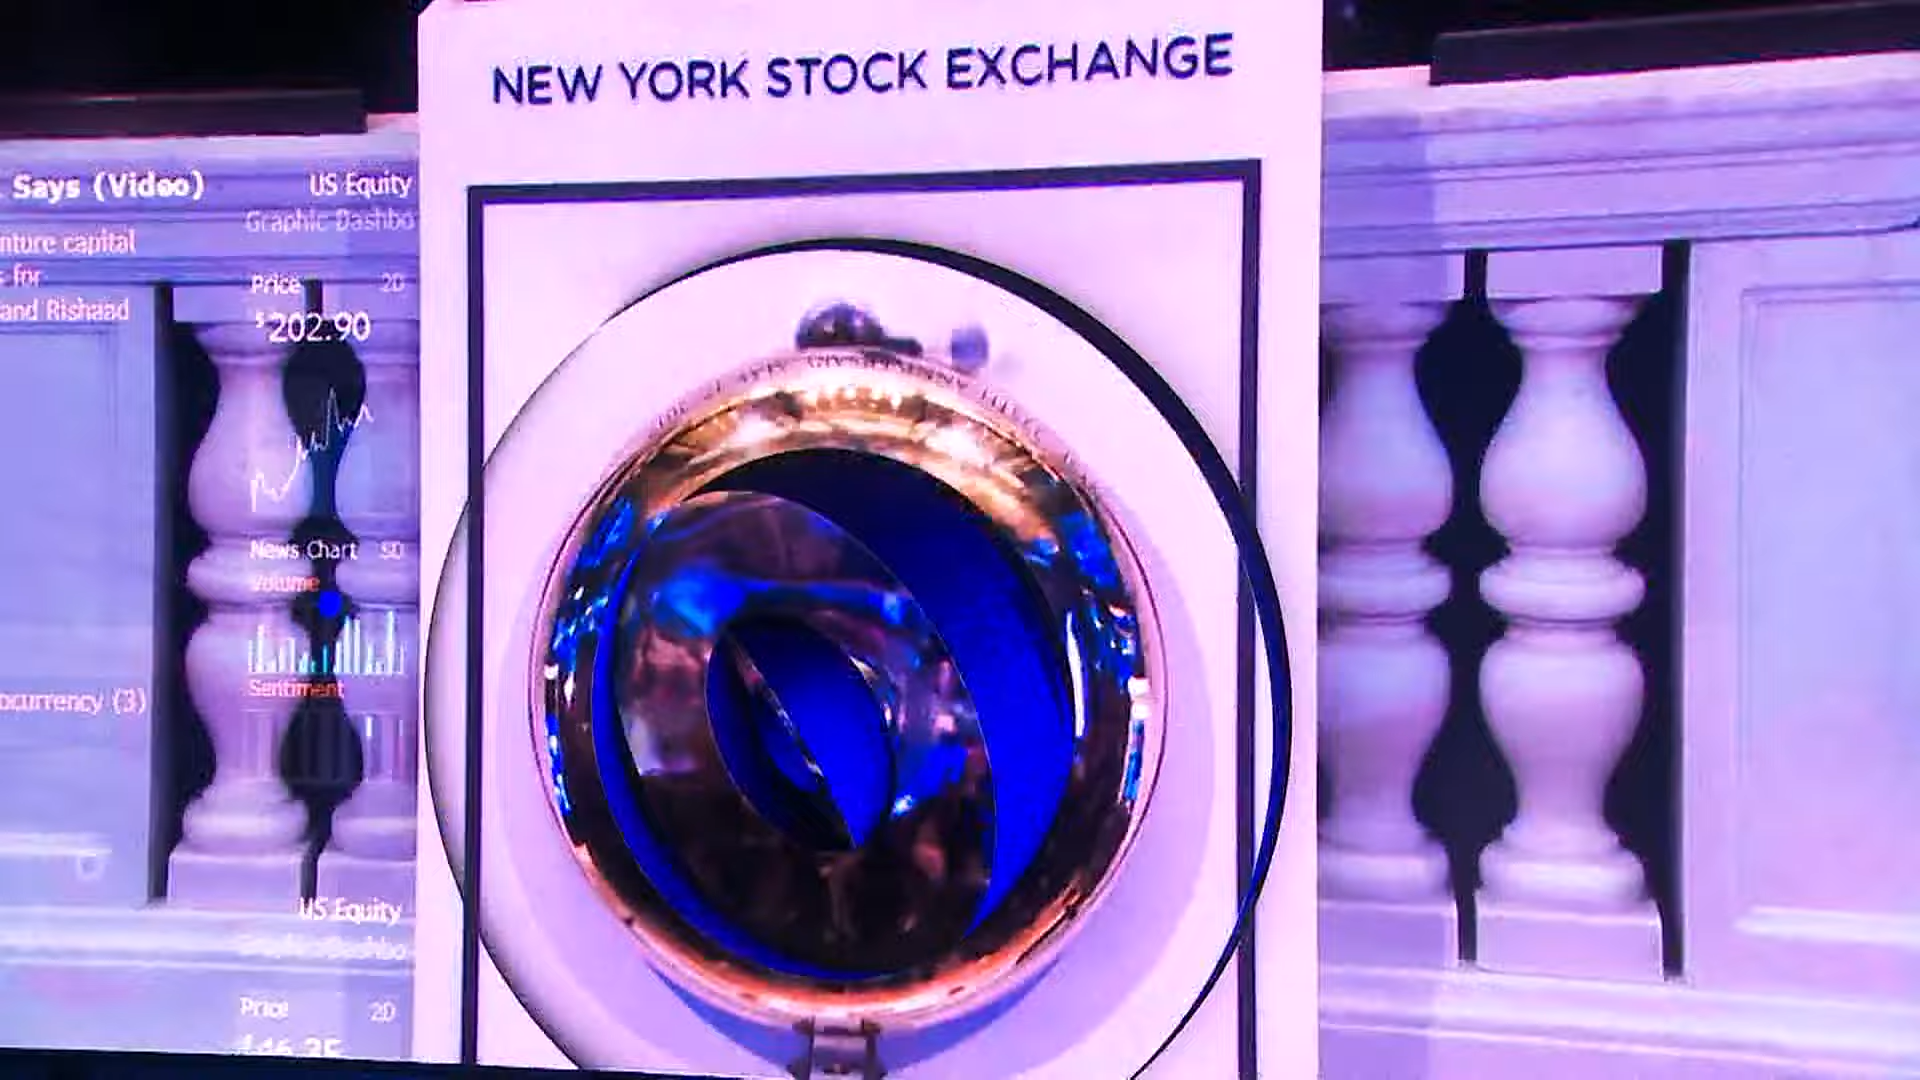 NEW YORK STOCK EXCHANGE
Says (Video)
nture capital
s for
and Rishaad
ocurrency (3)
US Equity
Graphic Dashbo
Price 20
$202.90
News Chart 50
Volume
Sentiment
US Equity
Price 20